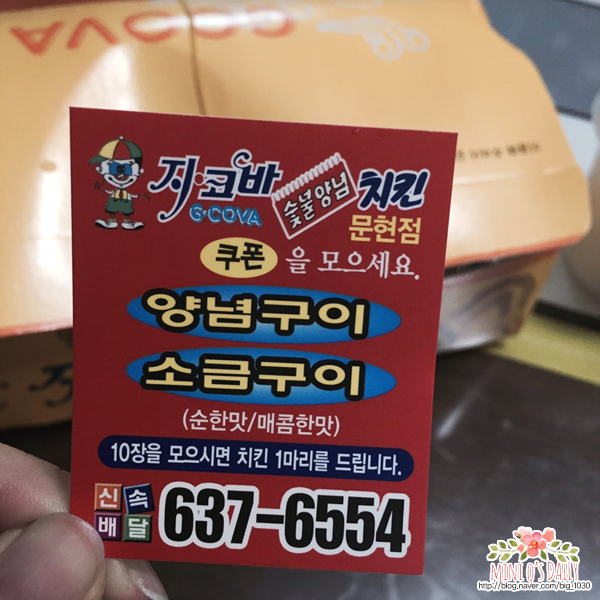 COVA
지·코바 숯불양념 치킨
G·COVA
문현점
쿠폰을 모으세요.
양념구이
소금구이
(순한맛/매콤한맛)
10장을 모으시면 치킨 1마리를 드립니다.
신속배달 637-6554
MINI O'S DAILY
http://blog.naver.com/big_1030